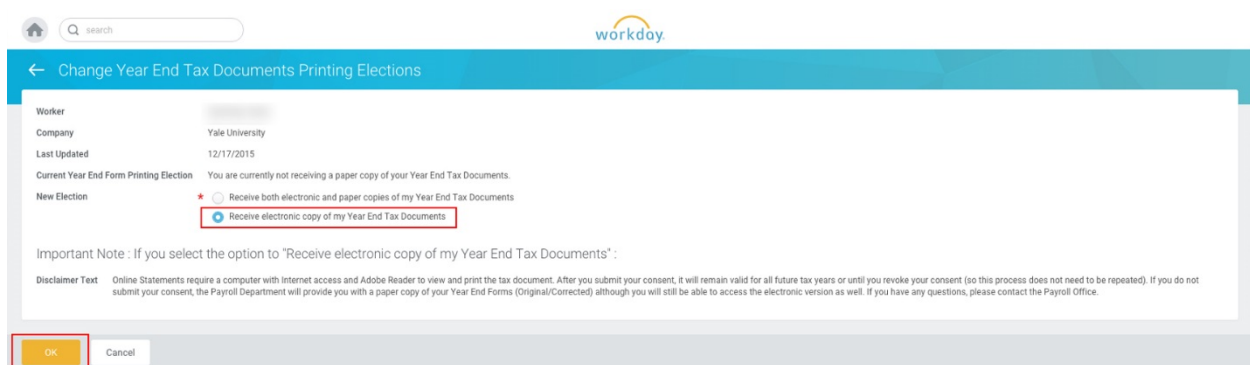 search
workday.
Change Year End Tax Documents Printing Elections
Worker
Company Yale University
Last Updated 12/17/2015
Current Year End Form Printing Election You are currently not receiving a paper copy of your Year End Tax Documents.
New Election * Receive both electronic and paper copies of my Year End Tax Documents
Receive electronic copy of my Year End Tax Documents
Important Note : If you select the option to "Receive electronic copy of my Year End Tax Documents" :
Disclaimer Text Online Statements require a computer with Internet access and Adobe Reader to view and print the tax document. After you submit your consent, it will remain valid for all future tax years or until you revoke your consent (so this process does not need to be repeated). If you do not
submit your consent, the Payroll Department will provide you with a paper copy of your Year End Forms (Original/Corrected) although you will still be able to access the electronic version as well. If you have any questions, please contact the Payroll Office.
OK Cancel